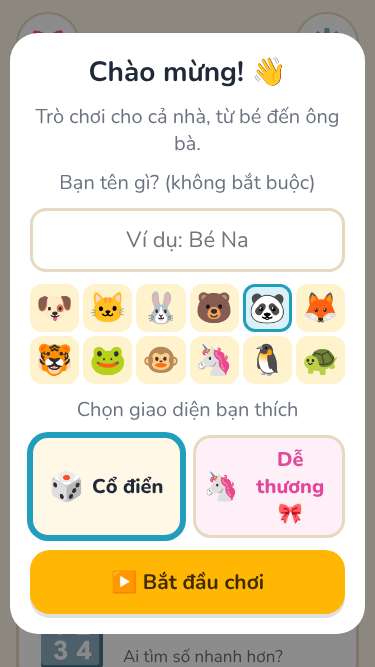 Chào mừng! 👋
Trò chơi cho cả nhà, từ bé đến ông
bà.
Bạn tên gì? (không bắt buộc)
Ví dụ: Bé Na
Chọn giao diện bạn thích
Cổ điển
Dễ
thương
🎀
▶️ Bắt đầu chơi
3 4
Ai tìm số nhanh hơn?